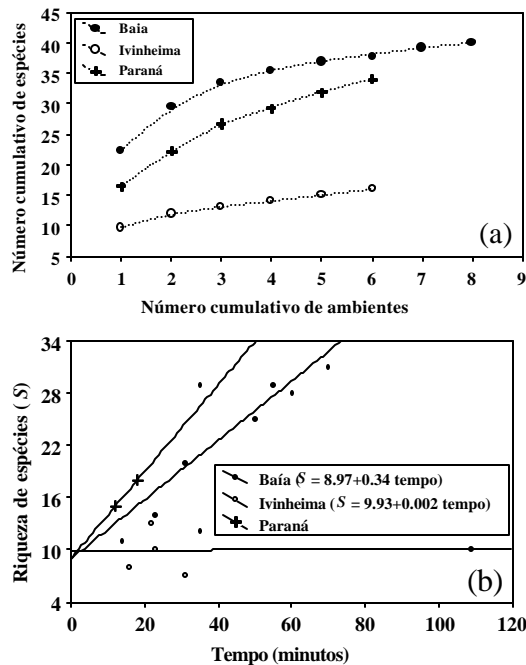 Número cumulativo de espécies
45
40
35
30
25
20
15
10
5
Baia
Ivinheima
Paraná
(a)
0 1 2 3 4 5 6 7 8 9
Número cumulativo de ambientes
Riqueza de espécies (S)
34
28
22
16
10
4
Baía (S = 8.97+0.34 tempo)
Ivinheima (S = 9.93+0.002 tempo)
Paraná
(b)
0 20 40 60 80 100 120
Tempo (minutos)